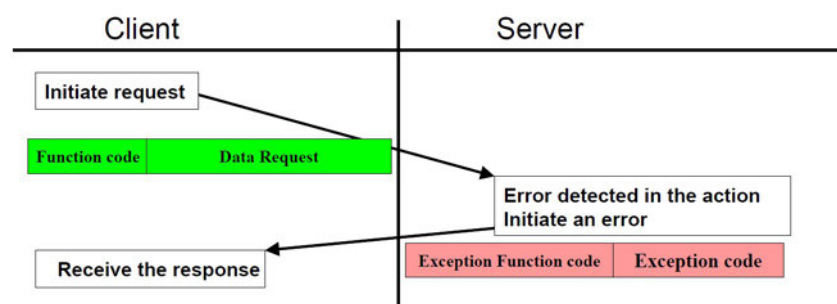 Client
Server
Initiate request
Function code
Data Request
Error detected in the action
Initiate an error
Receive the response
Exception Function code
Exception code